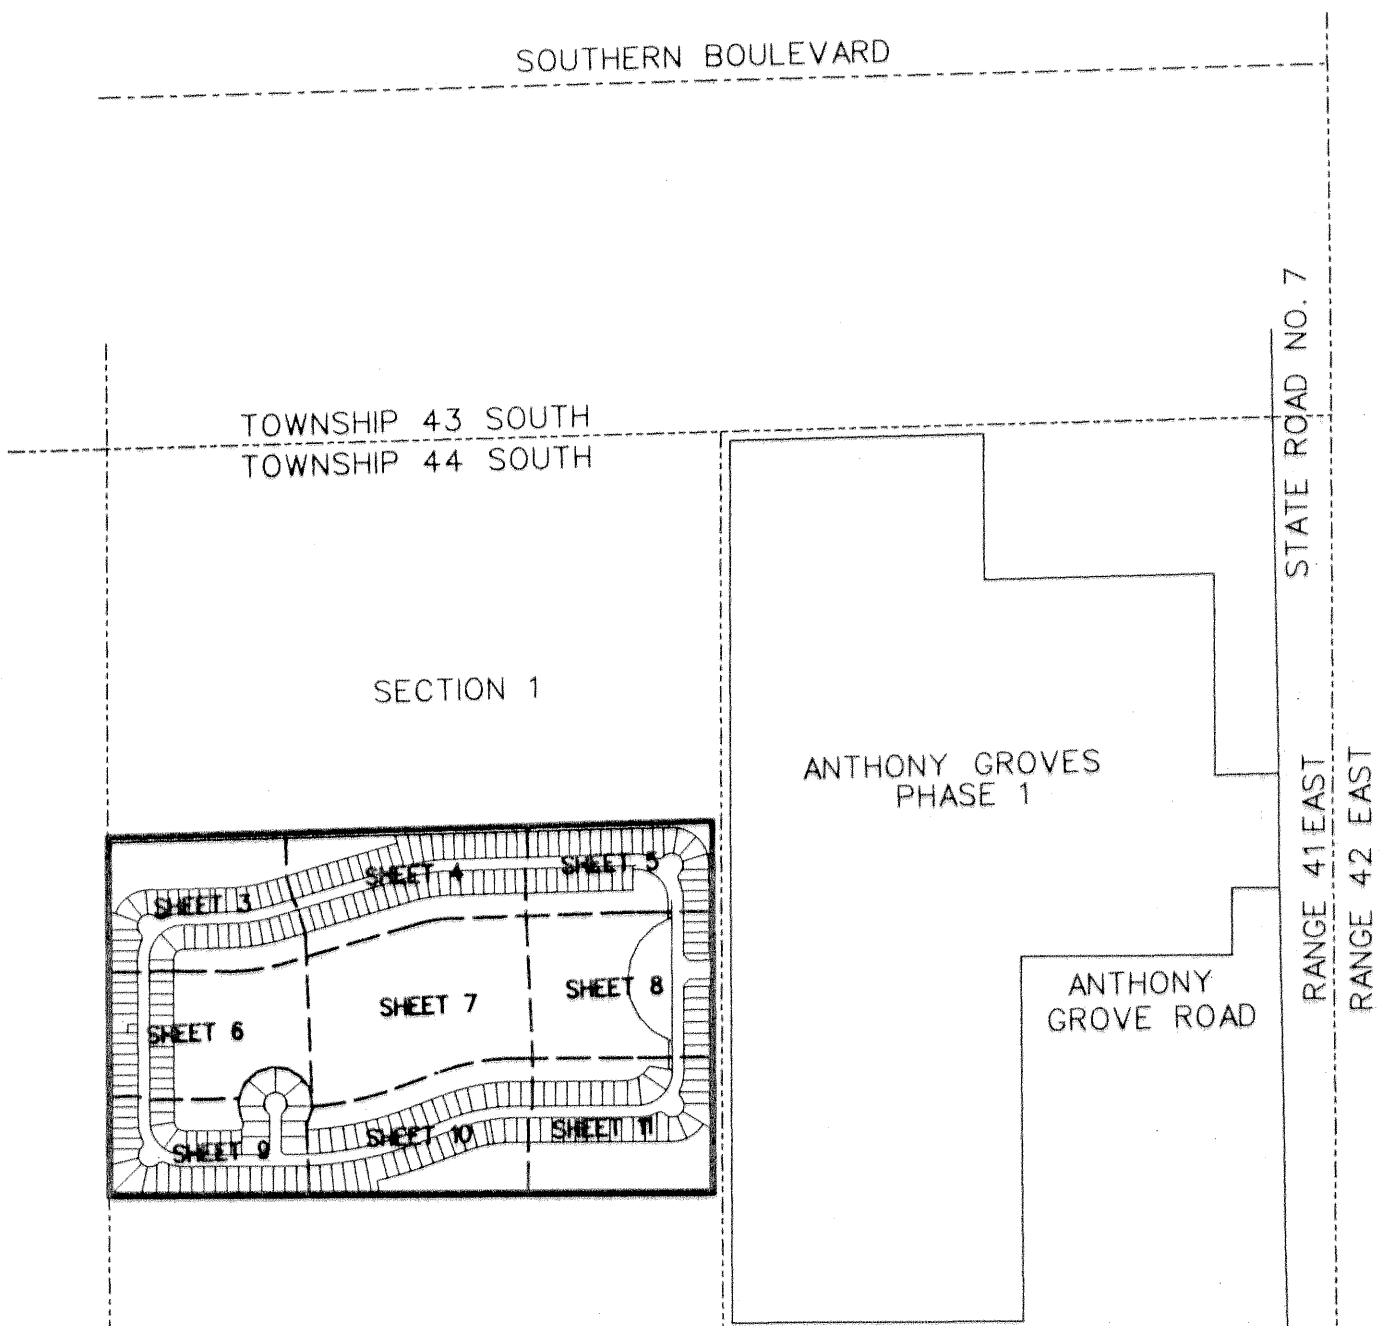 SOUTHERN BOULEVARD
STATE ROAD NO. 7
TOWNSHIP 43 SOUTH
TOWNSHIP 44 SOUTH
SECTION 1
ANTHONY GROVES
PHASE 1
RANGE 41 EAST
RANGE 42 EAST
SHEET 3
SHEET 4
SHEET 5
SHEET 6
SHEET 7
SHEET 8
ANTHONY
GROVE ROAD
SHEET 9
SHEET 10
SHEET 11